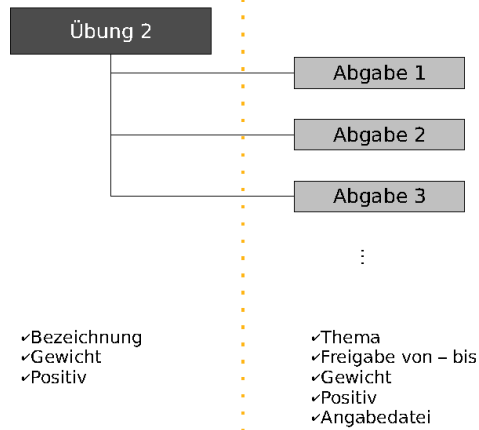 Übung 2
Abgabe 1
Abgabe 2
Abgabe 3
⋮
✓Bezeichnung
✓Gewicht
✓Positiv
✓Thema
✓Freigabe von – bis
✓Gewicht
✓Positiv
✓Angabedatei